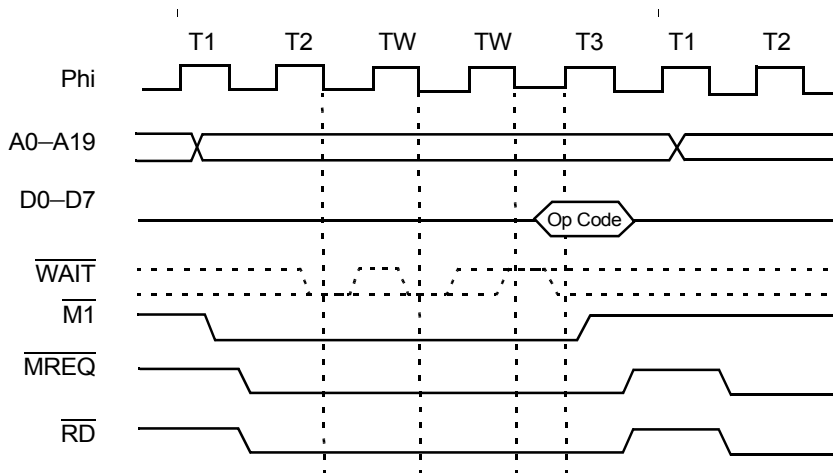 T1 T2 TW TW T3 T1 T2
Phi
A0–A19
D0–D7
Op Code
WAIT
M1
MREQ
RD